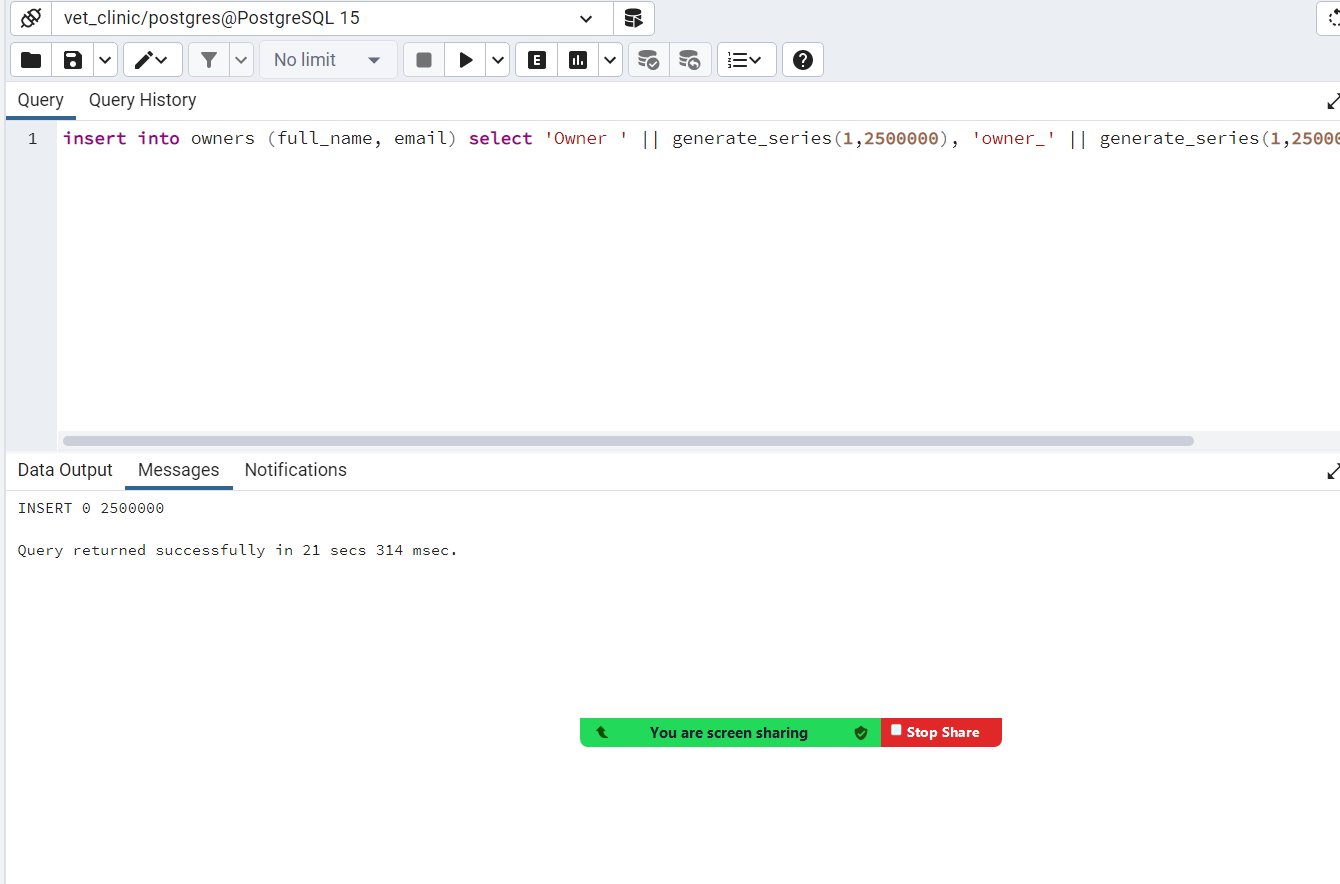 vet_clinic/postgres@PostgreSQL 15
No limit
E
Query Query History
1 insert into owners (full_name, email) select 'Owner ' || generate_series(1,2500000), 'owner_' || generate_series(1,25000
Data Output Messages Notifications
INSERT 0 2500000
Query returned successfully in 21 secs 314 msec.
You are screen sharing Stop Share